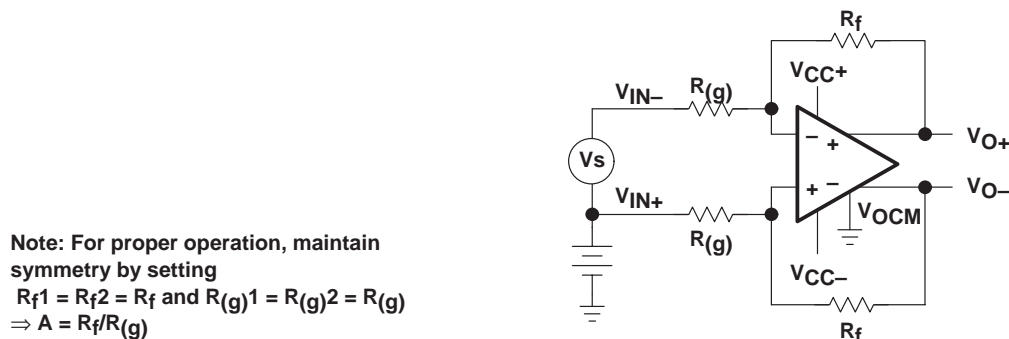 Rf
VCC+
VIN– R(g)
– +
VO+
Vs
VIN+
+ –
VO–
VOCM
R(g)
VCC–
Rf
Note: For proper operation, maintain
symmetry by setting
Rf1 = Rf2 = Rf and R(g)1 = R(g)2 = R(g)
⇒ A = Rf/R(g)